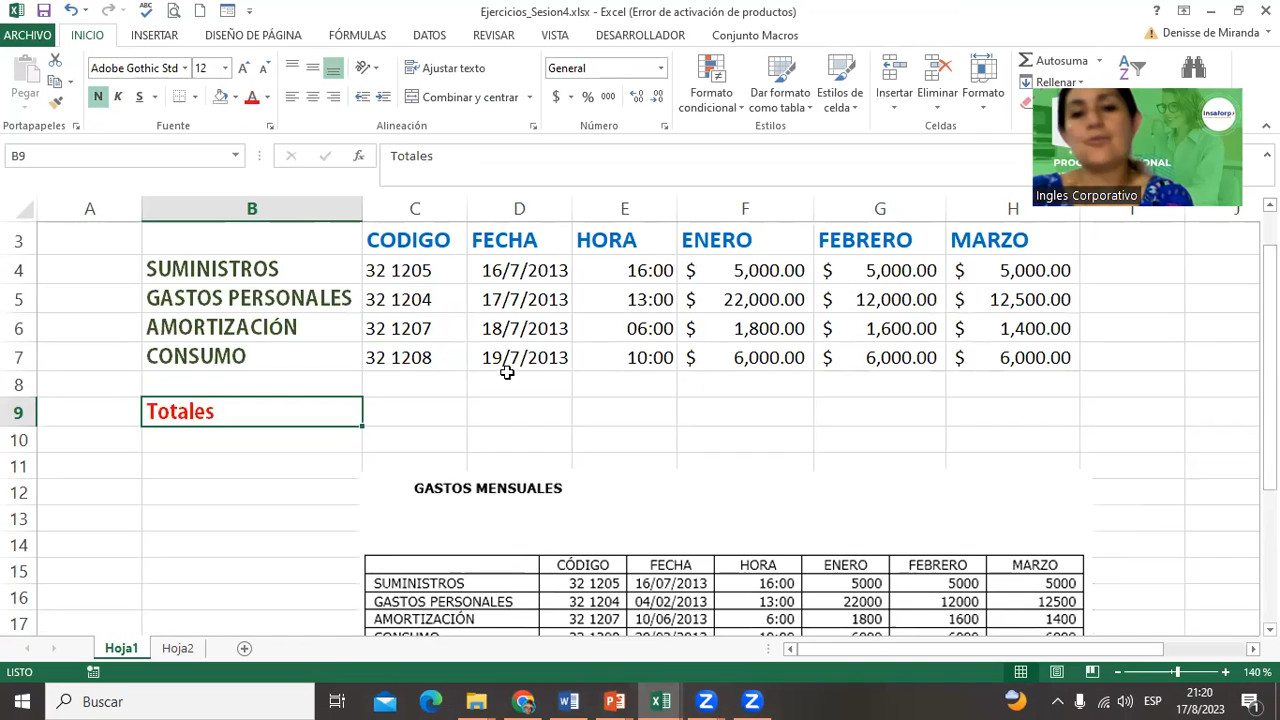 Ejercicios_Sesion4.xlsx - Excel (Error de activación de productos)
ARCHIVO INICIO INSERTAR DISEÑO DE PÁGINA FÓRMULAS DATOS REVISAR VISTA DESARROLLADOR Conjunto Macros Denisse de Miranda
Pegar Adobe Gothic Std 12 Ajustar texto General Formato condicional Dar formato como tabla Estilos de celda Insertar Eliminar Formato Autosuma Rellenar
N K S Combinar y centrar $ % 000
Portapapeles Fuente Alineación Número Estilos Celdas
Insaforp
Ingles Corporativo
B9 fx Totales
A B C D E F G H
3 CODIGO FECHA HORA ENERO FEBRERO MARZO
4 SUMINISTROS 32 1205 16/7/2013 16:00 $ 5,000.00 $ 5,000.00 $ 5,000.00
5 GASTOS PERSONALES 32 1204 17/7/2013 13:00 $ 22,000.00 $ 12,000.00 $ 12,500.00
6 AMORTIZACIÓN 32 1207 18/7/2013 06:00 $ 1,800.00 $ 1,600.00 $ 1,400.00
7 CONSUMO 32 1208 19/7/2013 10:00 $ 6,000.00 $ 6,000.00 $ 6,000.00
8
9 Totales
10
11
12 GASTOS MENSUALES
13
14
15 CÓDIGO FECHA HORA ENERO FEBRERO MARZO
SUMINISTROS 32 1205 16/07/2013 16:00 5000 5000 5000
16 GASTOS PERSONALES 32 1204 04/02/2013 13:00 22000 12000 12500
17 AMORTIZACIÓN 32 1207 10/06/2013 6:00 1800 1600 1400
Hoja1 Hoja2
LISTO 140 %
Buscar ESP 21:20
17/8/2023